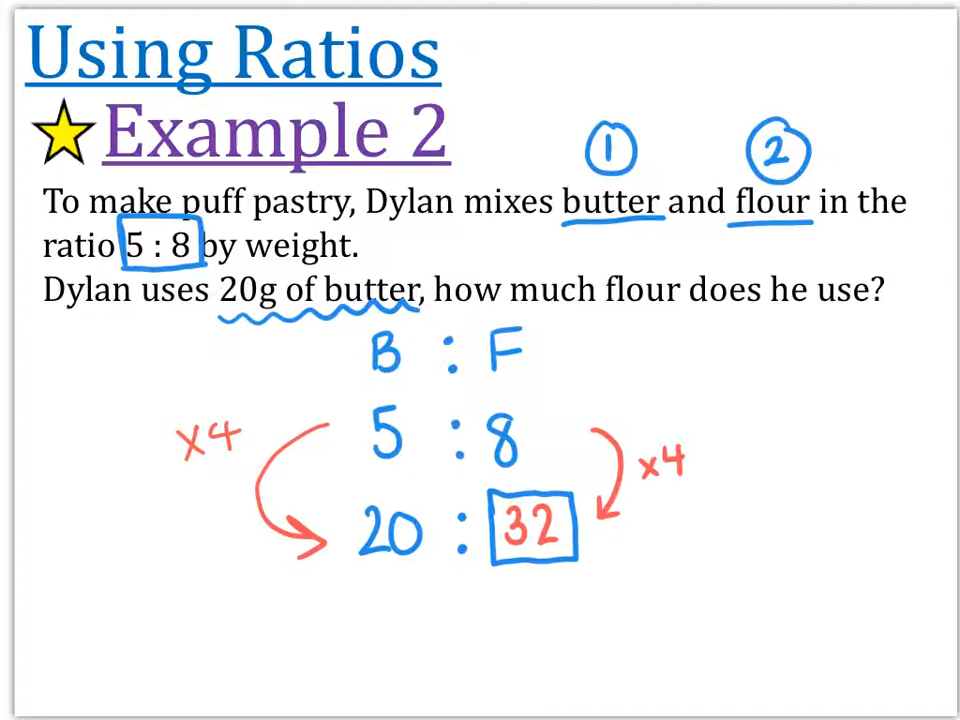 Using Ratios
Example 2
1 2
To make puff pastry, Dylan mixes butter and flour in the
ratio 5 : 8 by weight.
Dylan uses 20g of butter, how much flour does he use?
B : F
x4 5 : 8 x4
20 : 32